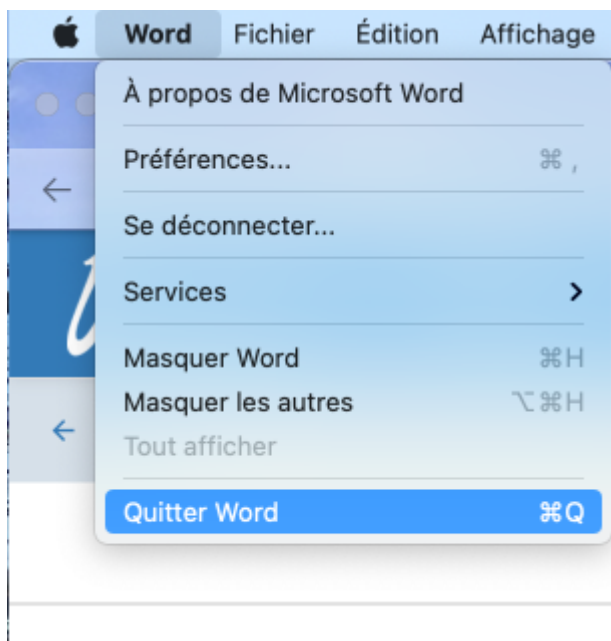 Word Fichier Édition Affichage
À propos de Microsoft Word
Préférences... ⌘ ,
Se déconnecter...
Services
Masquer Word ⌘H
Masquer les autres ⌥⌘H
Tout afficher
Quitter Word ⌘Q